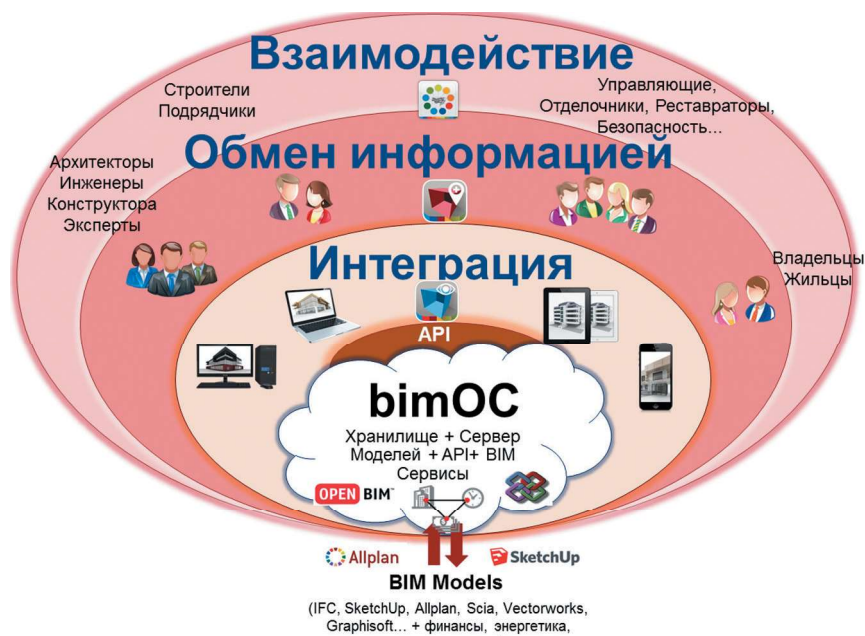 Взаимодействие
Строители
Подрядчики
Управляющие,
Отделочники, Реставраторы,
Безопасность...
Обмен информацией
Архитекторы
Инженеры
Конструктора
Эксперты
Владельцы
Жильцы
Интеграция
API
bimOC
Хранилище + Сервер
Моделей + API+ BIM
Сервисы
OPEN BIM™
Allplan
SketchUp
BIM Models
(IFC, SketchUp, Allplan, Scia, Vectorworks,
Graphisoft... + финансы, энергетика,